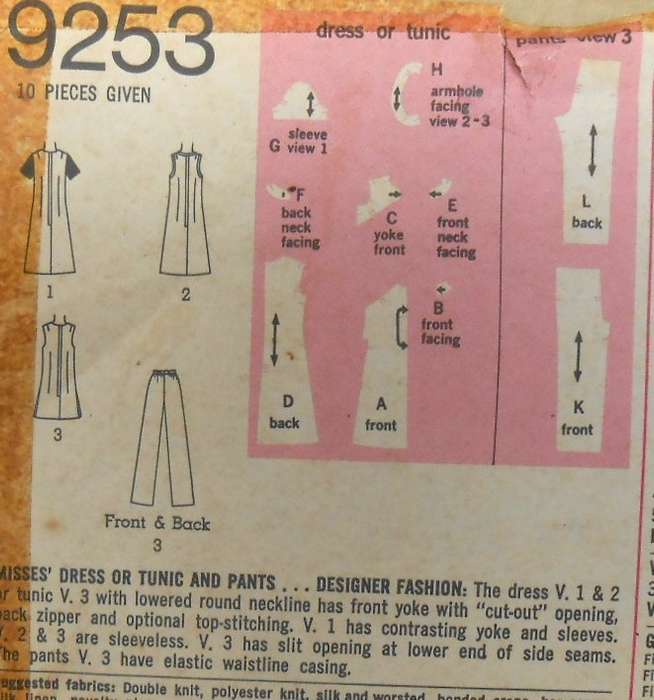 9253
10 PIECES GIVEN
dress or tunic
pants view 3
H
armhole
facing
view 2-3
sleeve
G view 1
F
back
neck
facing
C
yoke
front
E
front
neck
facing
L
back
B
front
facing
D
back
A
front
K
front
1
2
3
Front & Back
3
MISSES' DRESS OR TUNIC AND PANTS . . . DESIGNER FASHION: The dress V. 1 & 2
or tunic V. 3 with lowered round neckline has front yoke with "cut-out" opening,
back zipper and optional top-stitching. V. 1 has contrasting yoke and sleeves.
V. 2 & 3 are sleeveless. V. 3 has slit opening at lower end of side seams.
The pants V. 3 have elastic waistline casing.
Suggested fabrics: Double knit, polyester knit, silk and worsted, bonded